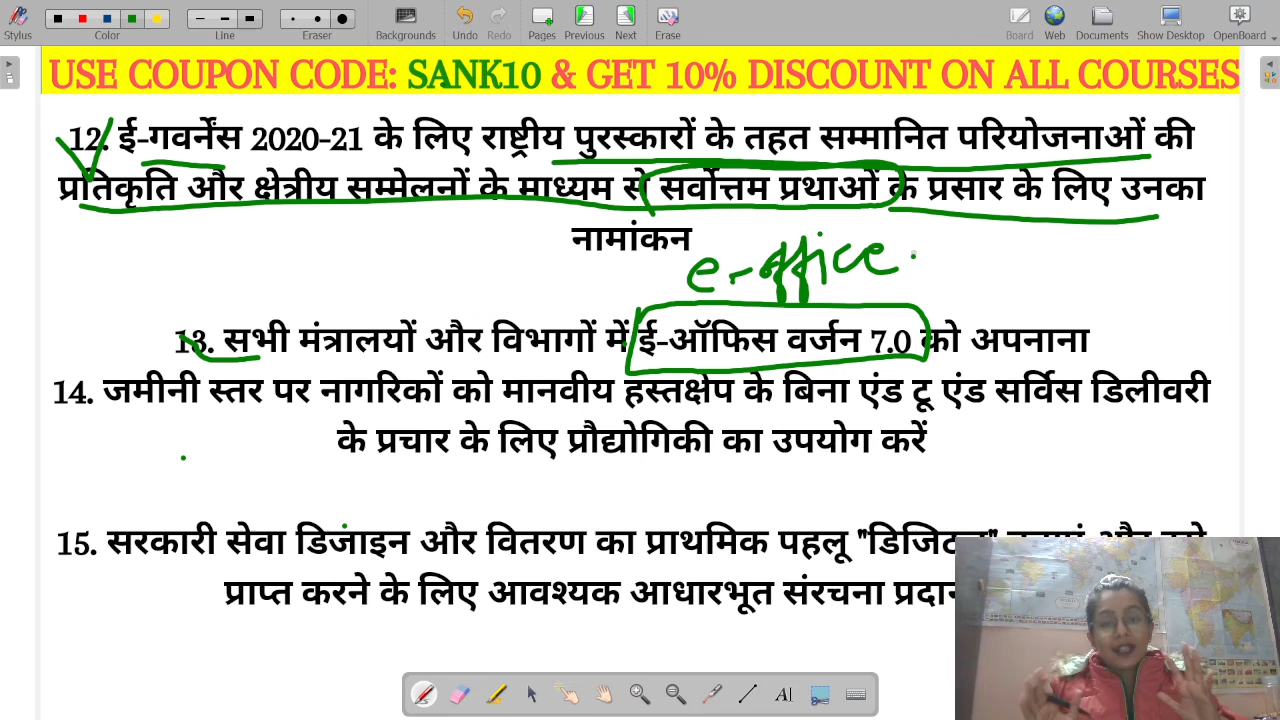 Stylus Color Line Eraser Backgrounds Undo Redo Pages Previous Next Erase Board Web Documents Show Desktop OpenBoard
USE COUPON CODE: SANK10 & GET 10% DISCOUNT ON ALL COURSES
12. ई-गवर्नेंस 2020-21 के लिए राष्ट्रीय पुरस्कारों के तहत सम्मानित परियोजनाओं की
प्रतिकृति और क्षेत्रीय सम्मेलनों के माध्यम से सर्वोत्तम प्रथाओं के प्रसार के लिए उनका
नामांकन
e-office
13. सभी मंत्रालयों और विभागों में ई-ऑफिस वर्जन 7.0 को अपनाना
14. जमीनी स्तर पर नागरिकों को मानवीय हस्तक्षेप के बिना एंड टू एंड सर्विस डिलीवरी
के प्रचार के लिए प्रौद्योगिकी का उपयोग करें
15. सरकारी सेवा डिजाइन और वितरण का प्राथमिक पहलू "डिजिटल" और
प्राप्त करने के लिए आवश्यक आधारभूत संरचना
AI